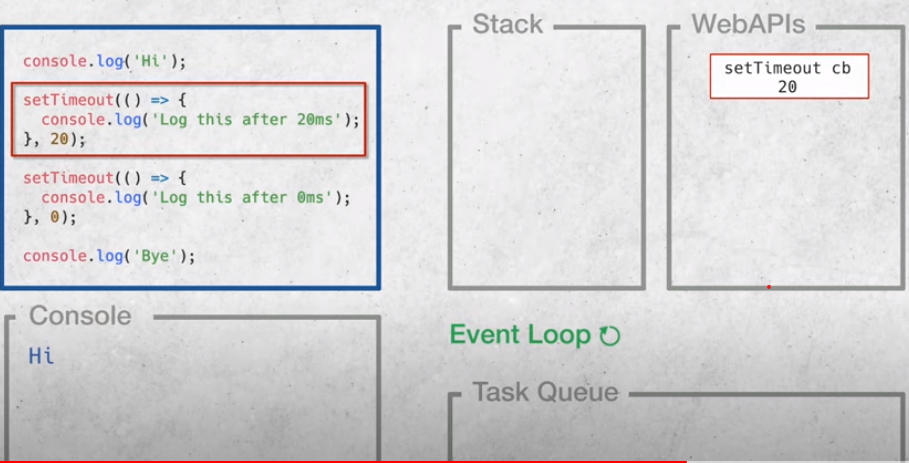 console.log('Hi');
setTimeout(() => {
  console.log('Log this after 20ms');
}, 20);
setTimeout(() => {
  console.log('Log this after 0ms');
}, 0);
console.log('Bye');
Stack
WebAPIs
setTimeout cb
20
Console
Hi
Event Loop
Task Queue